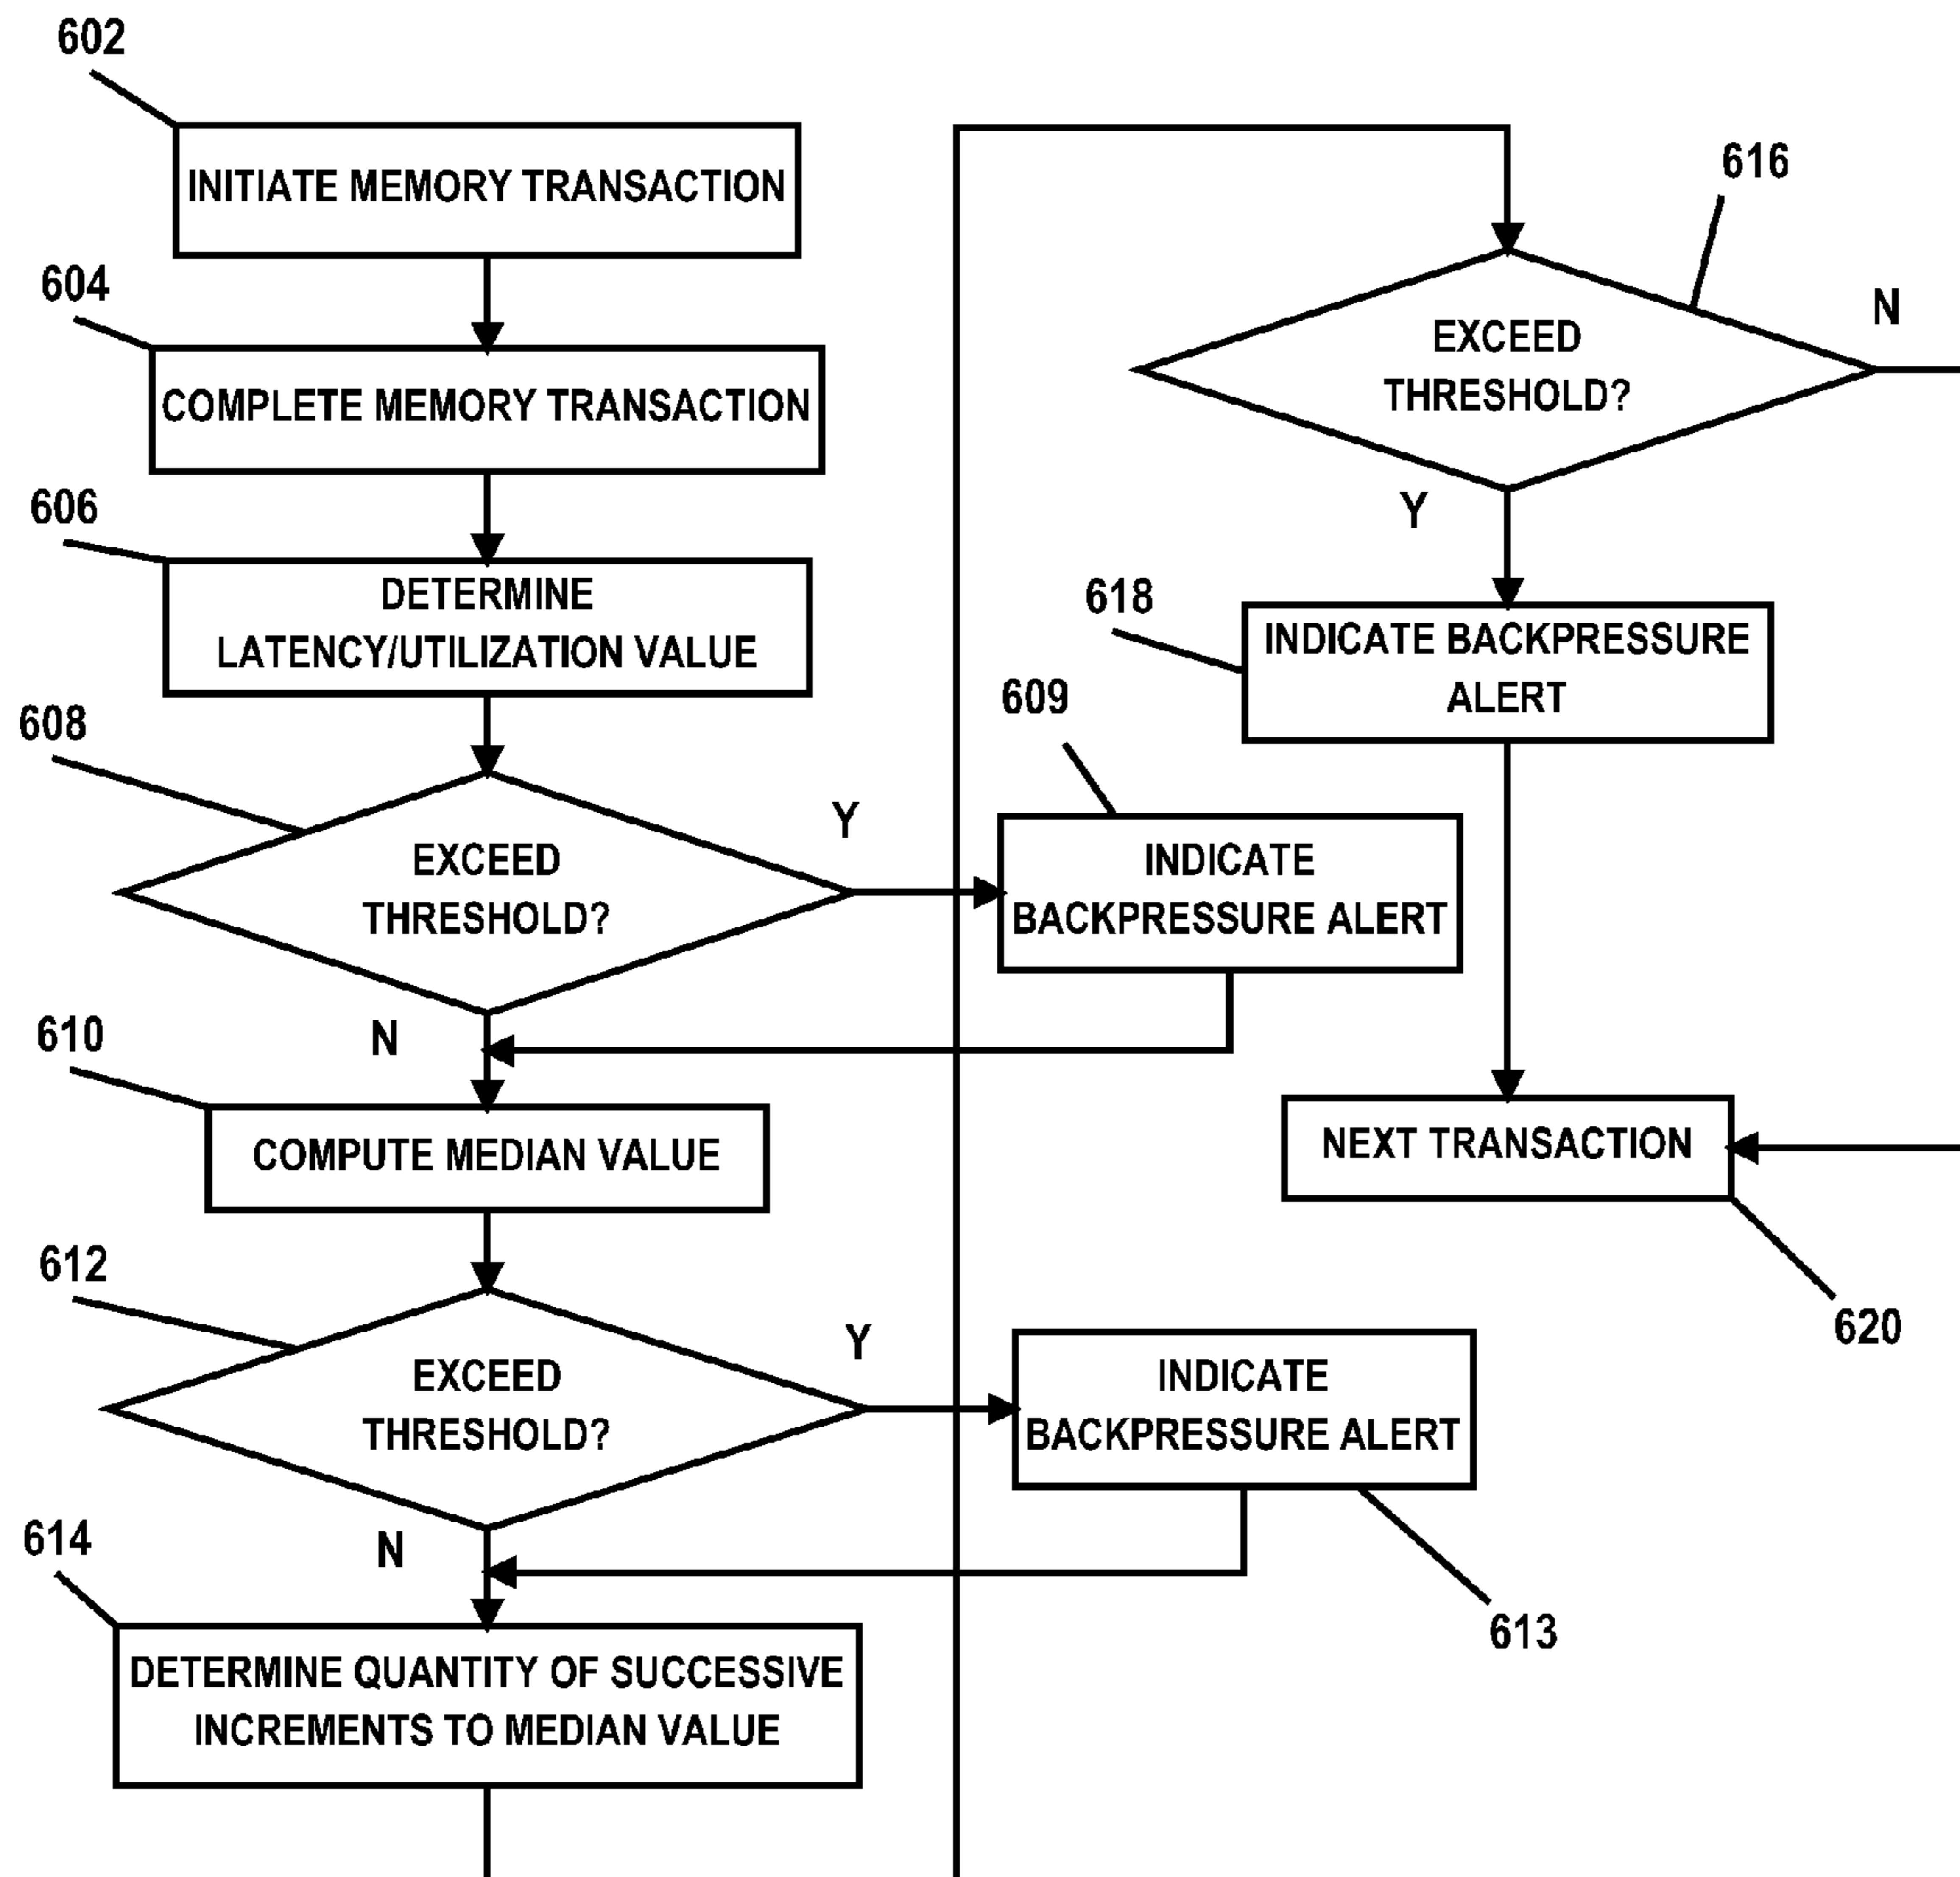 602
INITIATE MEMORY TRANSACTION
604
COMPLETE MEMORY TRANSACTION
606
DETERMINE
LATENCY/UTILIZATION VALUE
608
EXCEED
THRESHOLD?
Y
N
609
INDICATE
BACKPRESSURE ALERT
610
COMPUTE MEDIAN VALUE
612
EXCEED
THRESHOLD?
Y
N
INDICATE
BACKPRESSURE ALERT
613
614
DETERMINE QUANTITY OF SUCCESSIVE
INCREMENTS TO MEDIAN VALUE
616
EXCEED
THRESHOLD?
N
Y
618
INDICATE BACKPRESSURE
ALERT
NEXT TRANSACTION
620